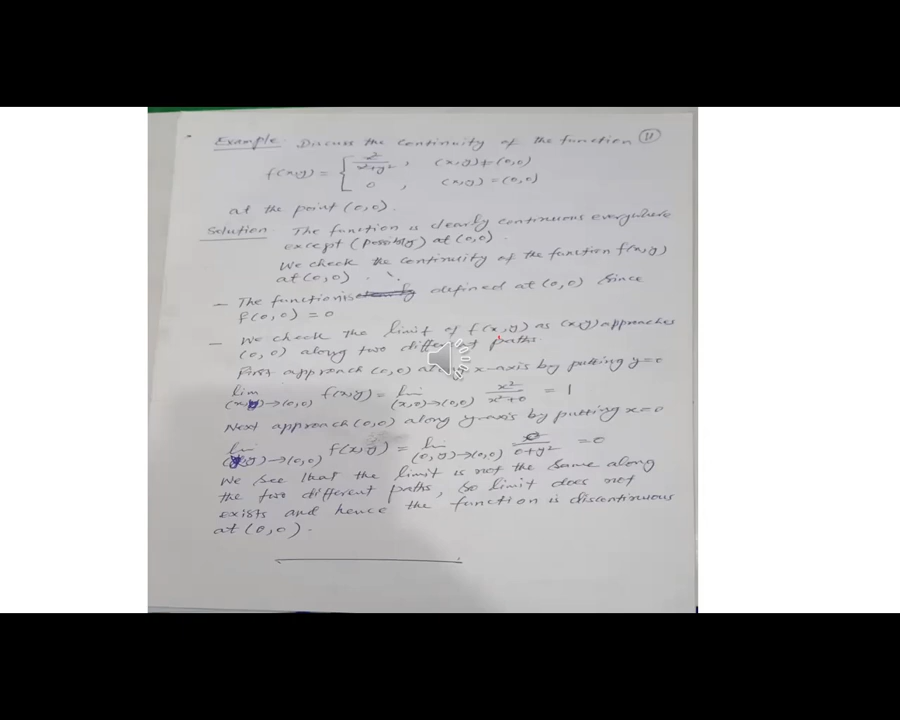 Example: Discuss the continuity of the function 11
f(x,y) = { x²/(x²+y²), (x,y)≠(0,0)
0, (x,y)=(0,0)
at the point (0,0).
Solution The function is clearly continuous everywhere
except (possibly) at (0,0).
We check the continuity of the function f(x,y)
at (0,0).
— The function is defined at (0,0) since
f(0,0) = 0
— We check the limit of f(x,y) as (x,y) approaches
(0,0) along two different paths.
First approach (0,0) x-axis by putting y=0
lim (x,y)→(0,0) f(x,y) = lim (x,0)→(0,0) x²/(x²+0) = 1
Next approach (0,0) along y-axis by putting x=0
lim (x,y)→(0,0) f(x,y) = lim (0,y)→(0,0) 0/(0+y²) = 0
We see that the limit is not the same along
the two different paths, so limit does not
exists and hence the function is discontinuous
at (0,0).